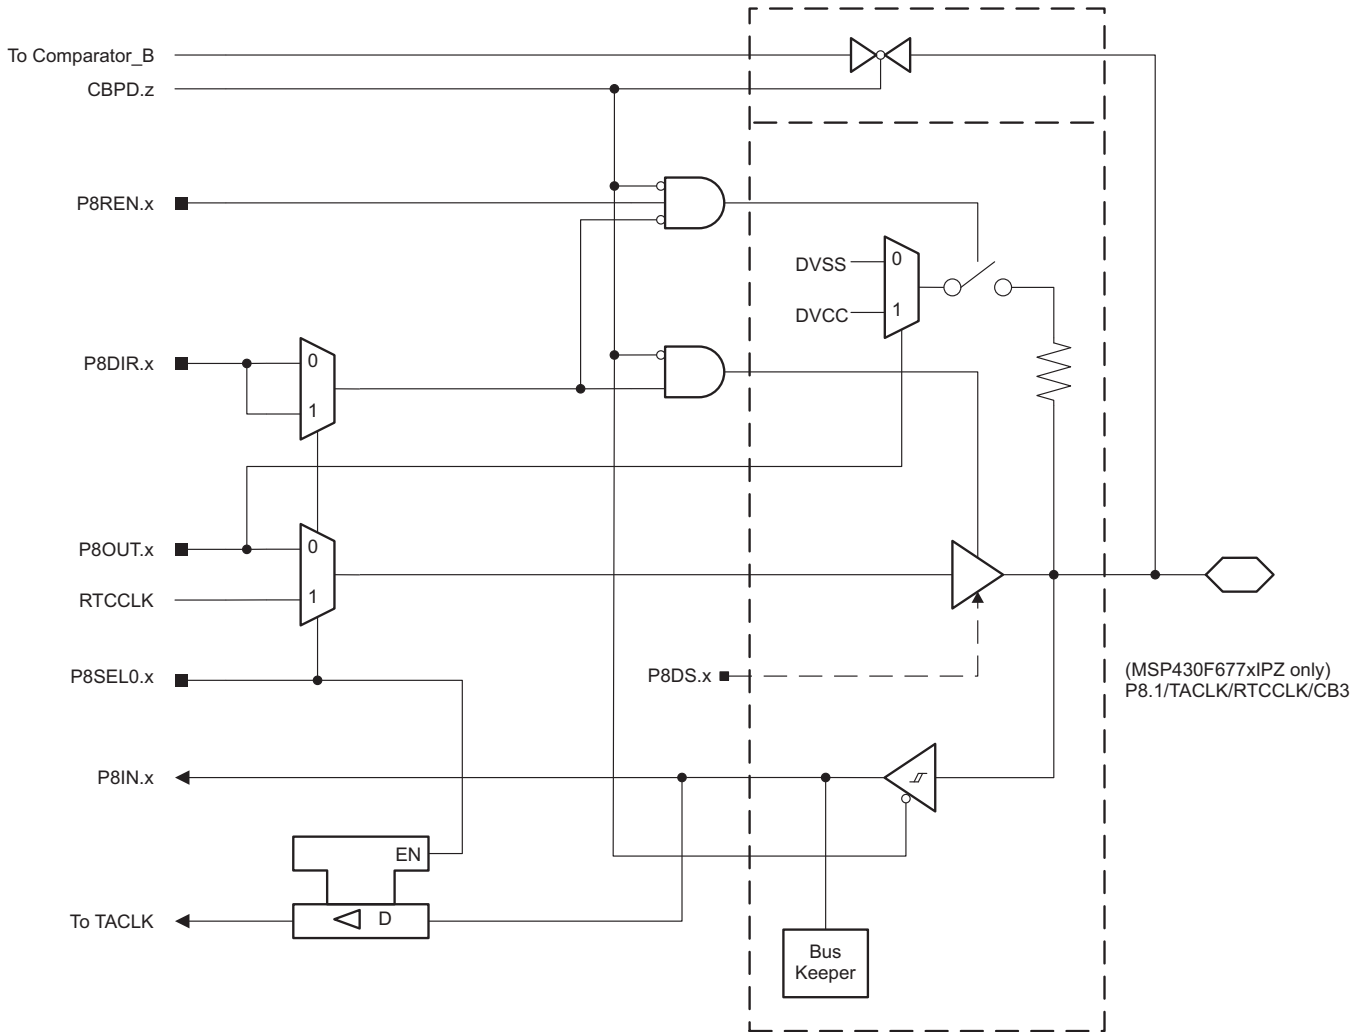 To Comparator_B
CBPD.z
P8REN.x
DVSS
0
DVCC
1
P8DIR.x
0
1
P8OUT.x
0
RTCCLK
1
P8SEL0.x
P8DS.x
(MSP430F677xIPZ only)
P8.1/TACLK/RTCCLK/CB3
P8IN.x
EN
To TACLK
D
Bus
Keeper